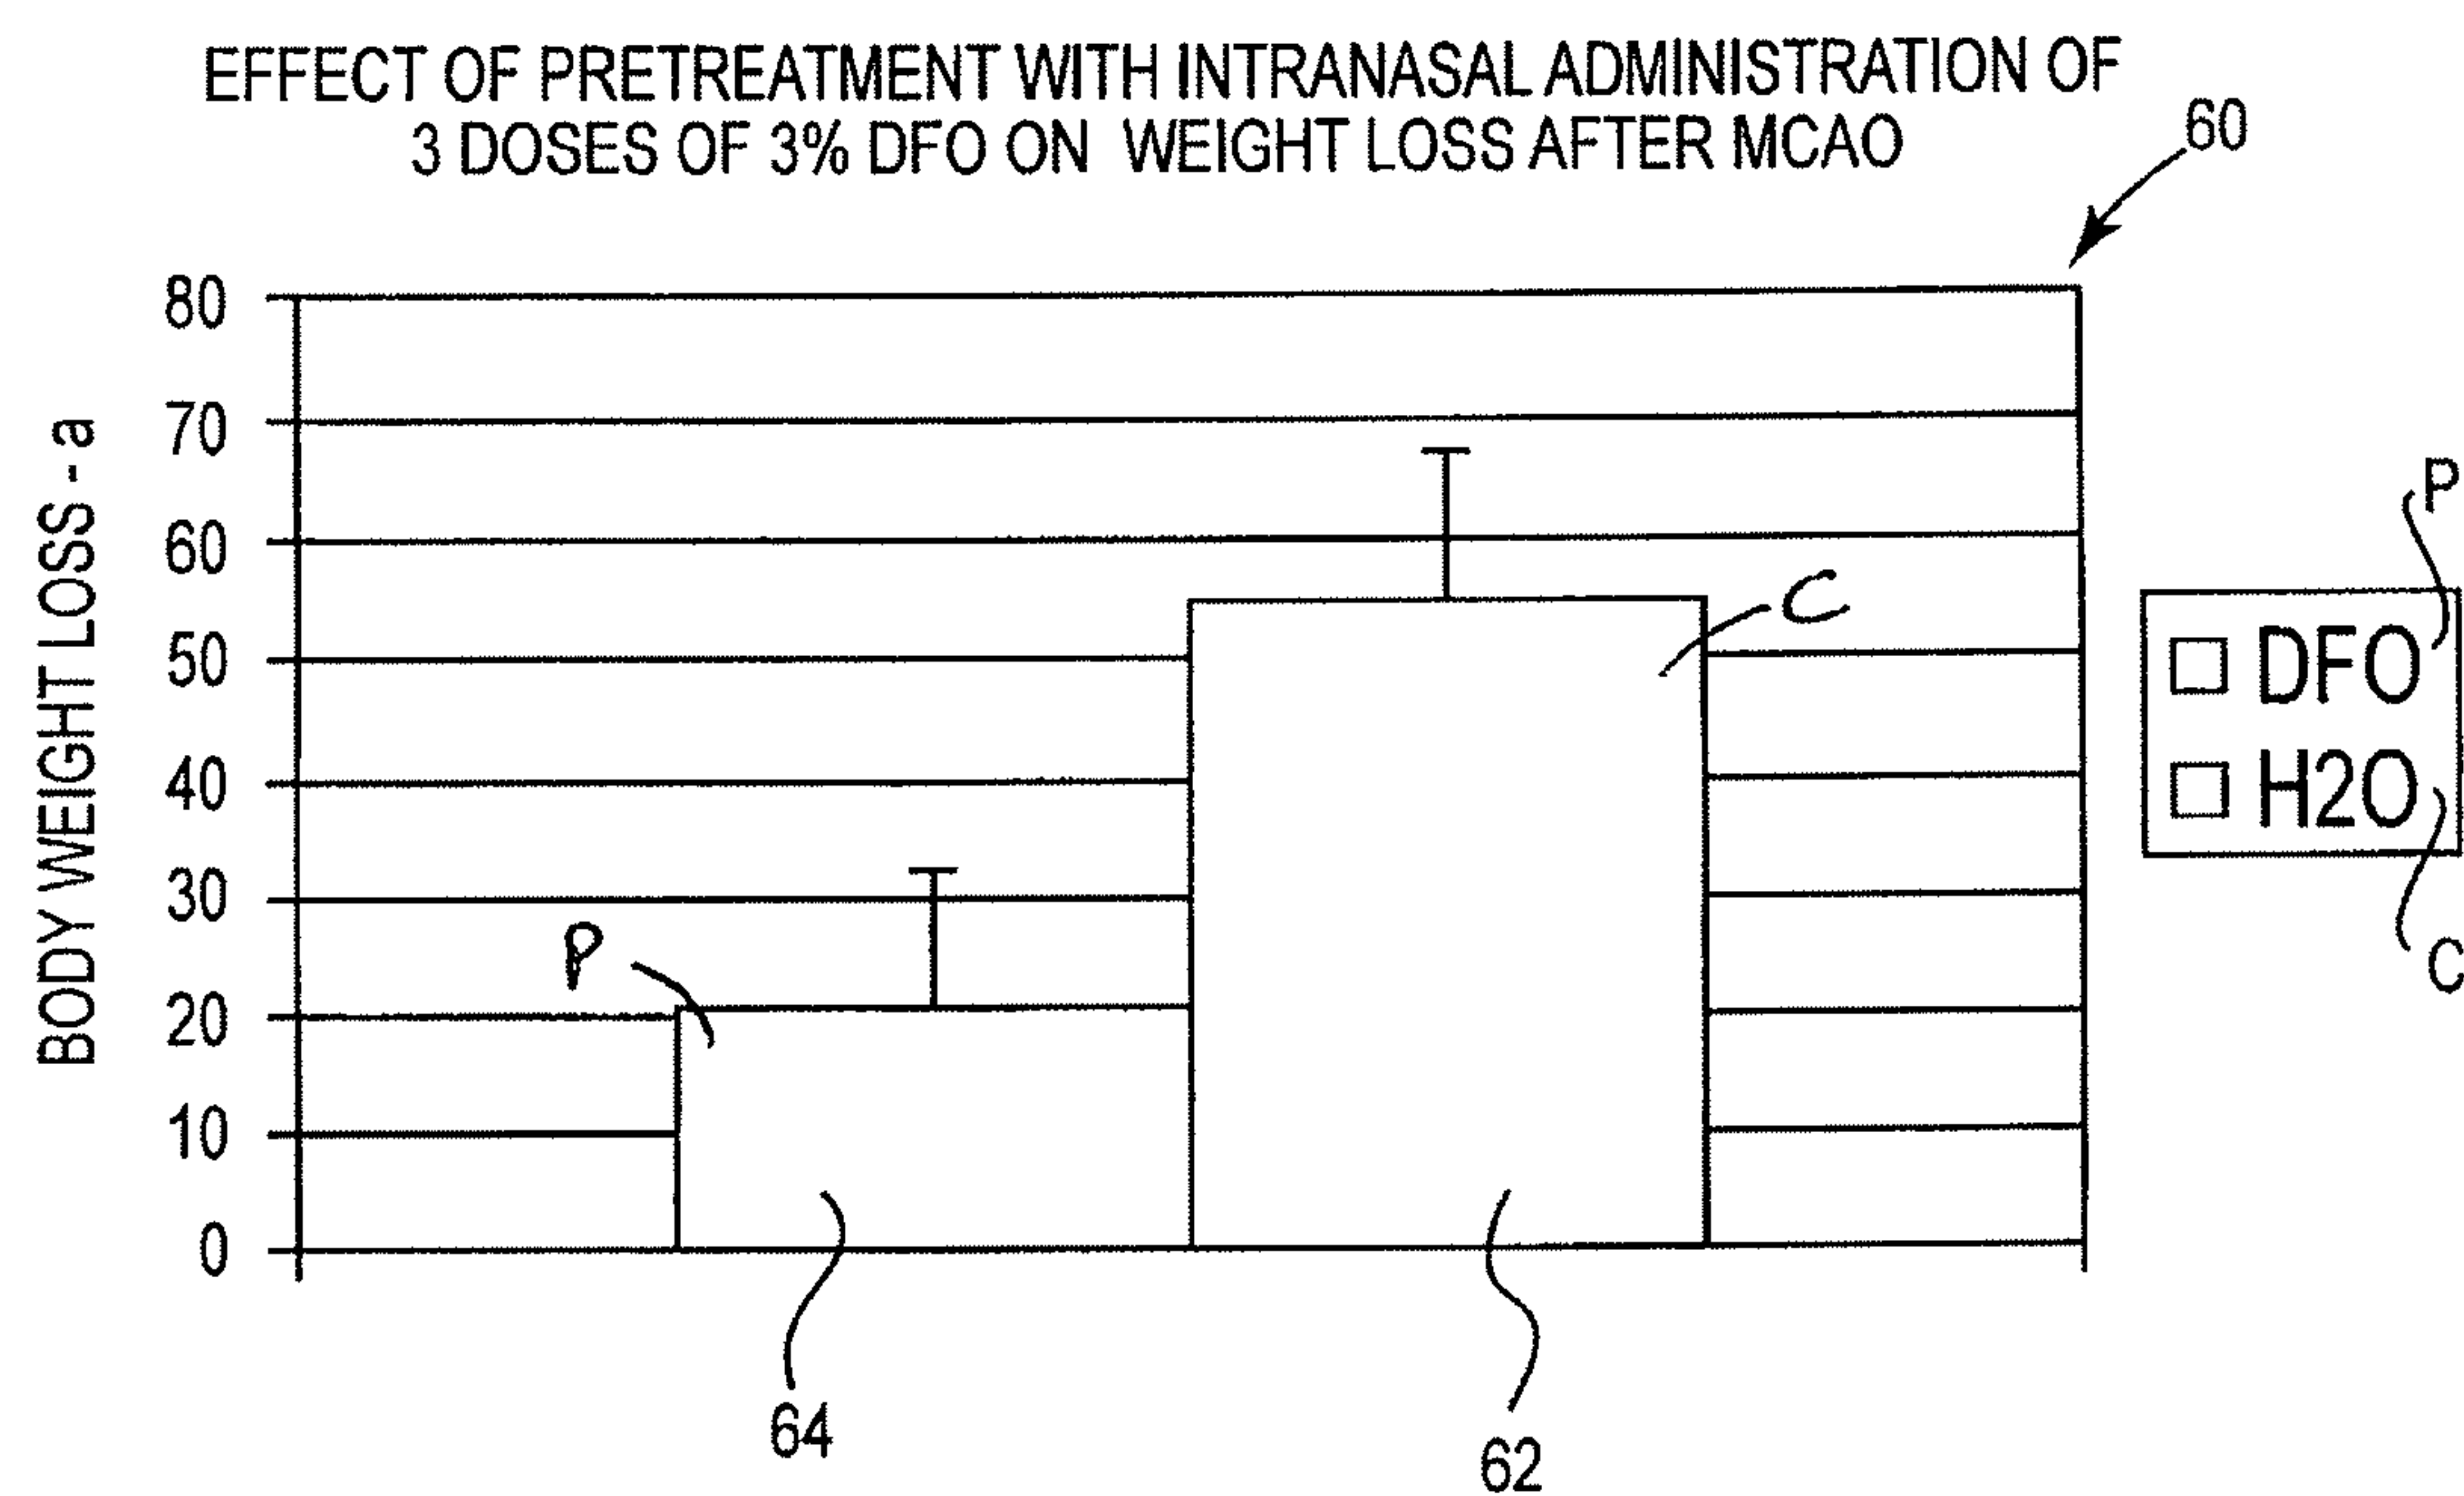 EFFECT OF PRETREATMENT WITH INTRANASAL ADMINISTRATION OF
3 DOSES OF 3% DFO ON WEIGHT LOSS AFTER MCAO
60
BODY WEIGHT LOSS - a
80
70
60
50
40
30
20
10
0
P
C
64
62
P
DFO
H2O
C